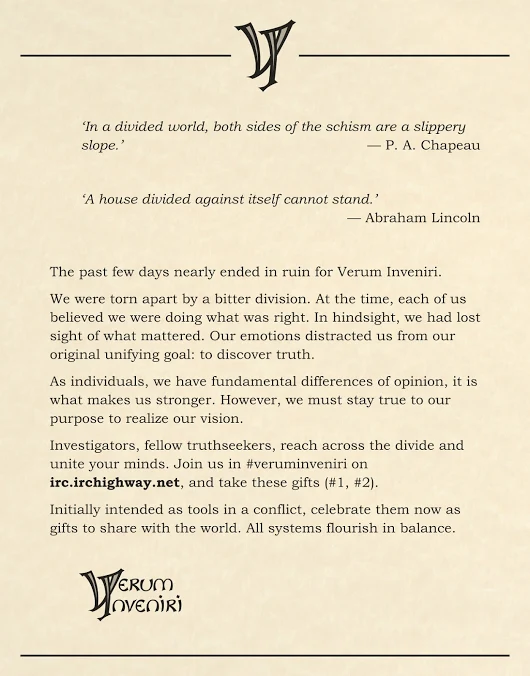 ‘In a divided world, both sides of the schism are a slippery
slope.’ — P. A. Chapeau
‘A house divided against itself cannot stand.’
— Abraham Lincoln
The past few days nearly ended in ruin for Verum Inveniri.
We were torn apart by a bitter division. At the time, each of us
believed we were doing what was right. In hindsight, we had lost
sight of what mattered. Our emotions distracted us from our
original unifying goal: to discover truth.
As individuals, we have fundamental differences of opinion, it is
what makes us stronger. However, we must stay true to our
purpose to realize our vision.
Investigators, fellow truthseekers, reach across the divide and
unite your minds. Join us in #veruminveniri on
irc.irchighway.net, and take these gifts (#1, #2).
Initially intended as tools in a conflict, celebrate them now as
gifts to share with the world. All systems flourish in balance.
Verum
Inveniri